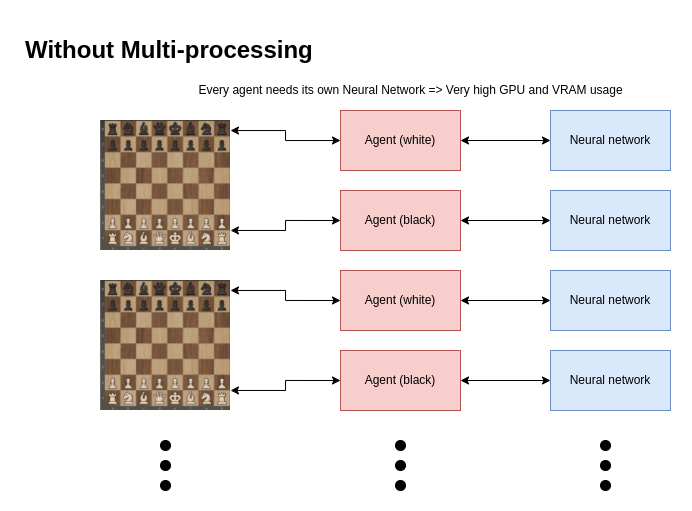 Without Multi-processing
Every agent needs its own Neural Network => Very high GPU and VRAM usage
Agent (white)
Neural network
Agent (black)
Neural network
Agent (white)
Neural network
Agent (black)
Neural network